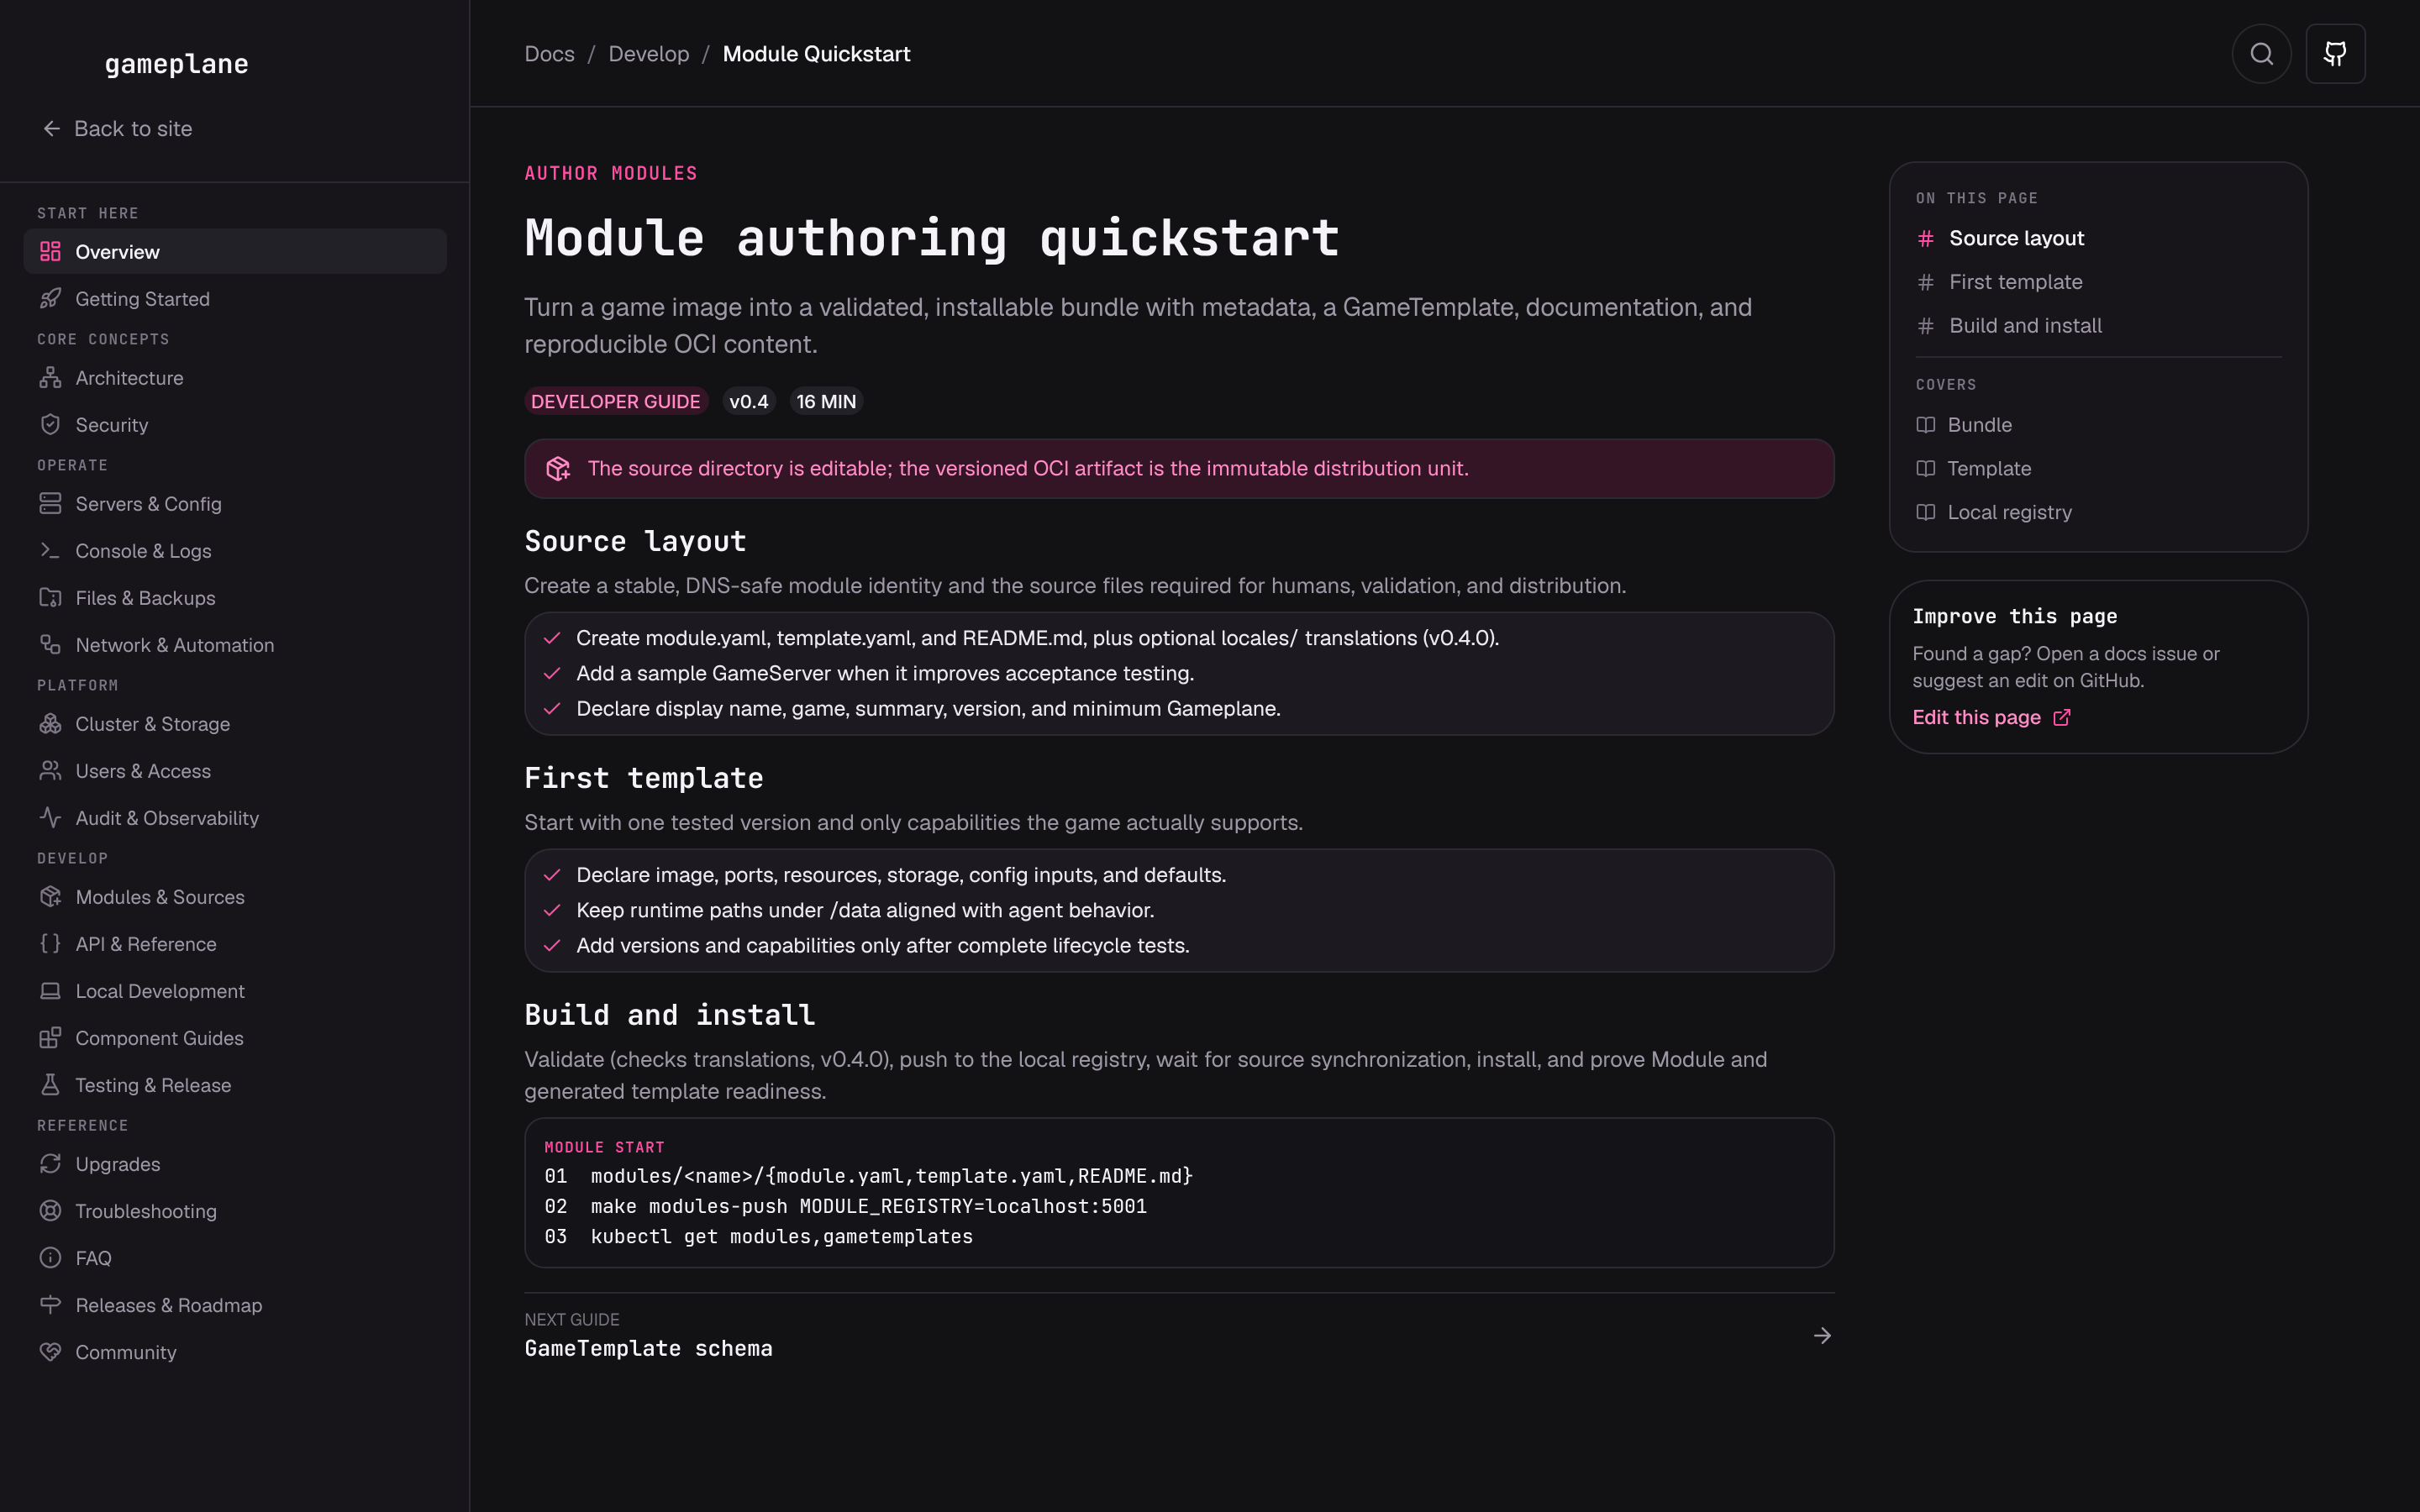 gameplane
Back to site
START HERE
Overview
Getting Started
CORE CONCEPTS
Architecture
Security
OPERATE
Servers & Config
Console & Logs
Files & Backups
Network & Automation
PLATFORM
Cluster & Storage
Users & Access
Audit & Observability
DEVELOP
Modules & Sources
API & Reference
Local Development
Component Guides
Testing & Release
REFERENCE
Upgrades
Troubleshooting
FAQ
Releases & Roadmap
Community
Docs / Develop / Module Quickstart
AUTHOR MODULES
Module authoring quickstart
Turn a game image into a validated, installable bundle with metadata, a GameTemplate, documentation, and
reproducible OCI content.
DEVELOPER GUIDE v0.4 16 MIN
The source directory is editable; the versioned OCI artifact is the immutable distribution unit.
Source layout
Create a stable, DNS-safe module identity and the source files required for humans, validation, and distribution.
Create module.yaml, template.yaml, and README.md, plus optional locales/ translations (v0.4.0).
Add a sample GameServer when it improves acceptance testing.
Declare display name, game, summary, version, and minimum Gameplane.
First template
Start with one tested version and only capabilities the game actually supports.
Declare image, ports, resources, storage, config inputs, and defaults.
Keep runtime paths under /data aligned with agent behavior.
Add versions and capabilities only after complete lifecycle tests.
Build and install
Validate (checks translations, v0.4.0), push to the local registry, wait for source synchronization, install, and prove Module and
generated template readiness.
MODULE START
01 modules/<name>/{module.yaml,template.yaml,README.md}
02 make modules-push MODULE_REGISTRY=localhost:5001
03 kubectl get modules,gametemplates
NEXT GUIDE
GameTemplate schema
ON THIS PAGE
# Source layout
# First template
# Build and install
COVERS
Bundle
Template
Local registry
Improve this page
Found a gap? Open a docs issue or
suggest an edit on GitHub.
Edit this page